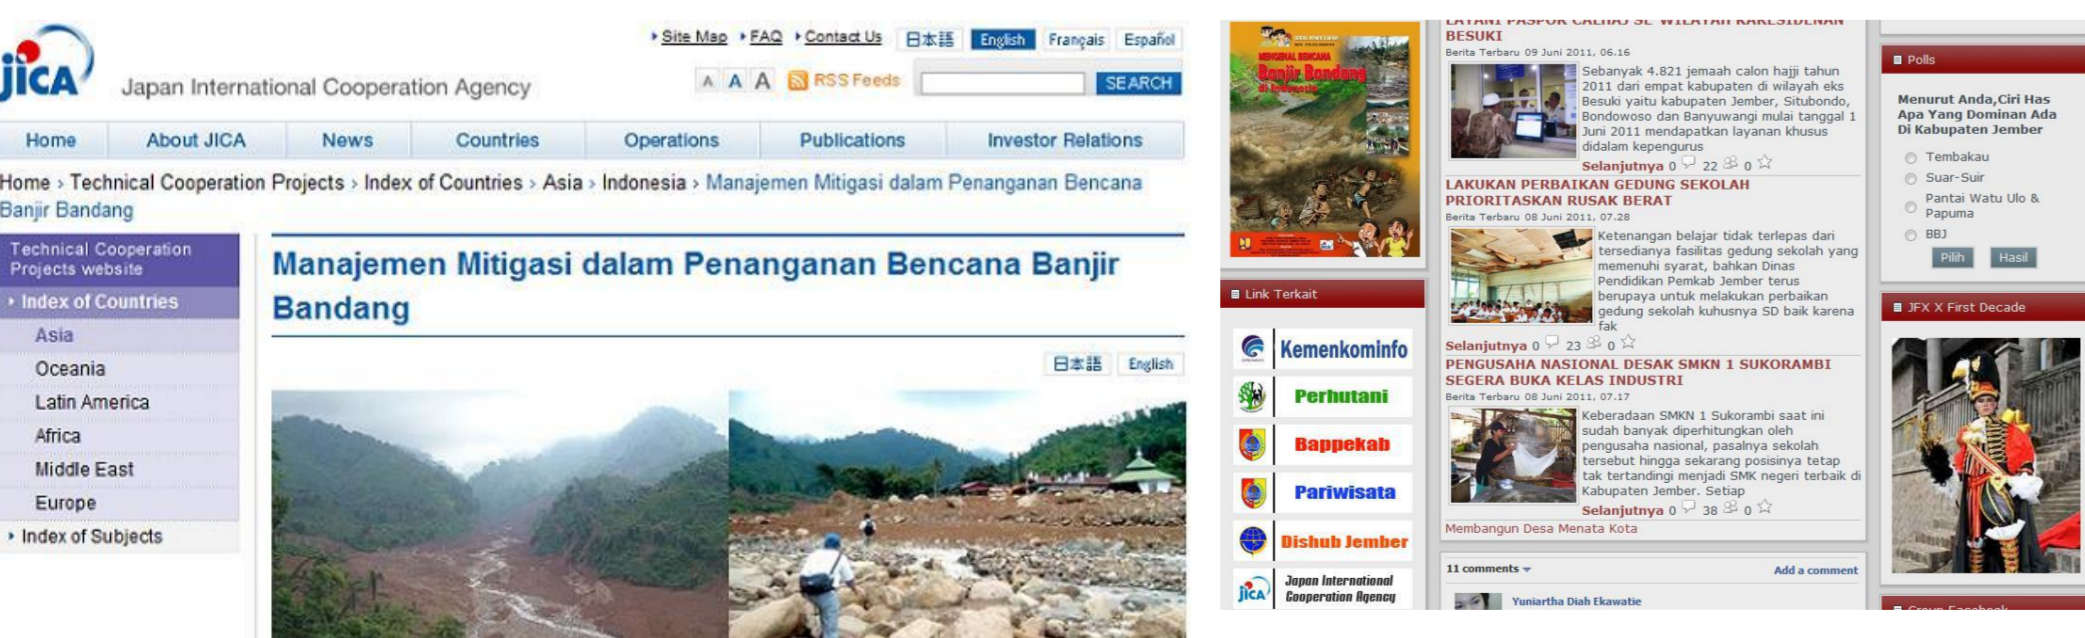 Site Map FAQ Contact Us 日本語 English Français Español
JICA
Japan International Cooperation Agency
A A A RSS Feeds SEARCH
Home About JICA News Countries Operations Publications Investor Relations
Home › Technical Cooperation Projects › Index of Countries › Asia › Indonesia › Manajemen Mitigasi dalam Penanganan Bencana
Banjir Bandang
Technical Cooperation
Projects website
Index of Countries
Asia
Oceania
Latin America
Africa
Middle East
Europe
Index of Subjects
Manajemen Mitigasi dalam Penanganan Bencana Banjir
Bandang
日本語 English
MENGENAL BENCANA
Banjir Bandang
di Indonesia
Link Terkait
Kemenkominfo
Perhutani
Bappekab
Pariwisata
Dishub Jember
jica
Japan International
Cooperation Agency
LAYANI PASPOR CALHAJ SE WILAYAH KARESIDENAN
BESUKI
Berita Terbaru 09 Juni 2011, 06.16
Sebanyak 4.821 jemaah calon hajji tahun
2011 dari empat kabupaten di wilayah eks
Besuki yaitu kabupaten Jember, Situbondo,
Bondowoso dan Banyuwangi mulai tanggal 1
Juni 2011 mendapatkan layanan khusus
didalam kepengurus
Selanjutnya 0 22 0
LAKUKAN PERBAIKAN GEDUNG SEKOLAH
PRIORITASKAN RUSAK BERAT
Berita Terbaru 08 Juni 2011, 07.28
Ketenangan belajar tidak terlepas dari
tersedianya fasilitas gedung sekolah yang
memenuhi syarat, bahkan Dinas
Pendidikan Pemkab Jember terus
berupaya untuk melakukan perbaikan
gedung sekolah kuhusnya SD baik karena
fak
Selanjutnya 0 23 0
PENGUSAHA NASIONAL DESAK SMKN 1 SUKORAMBI
SEGERA BUKA KELAS INDUSTRI
Berita Terbaru 08 Juni 2011, 07.17
Keberadaan SMKN 1 Sukorambi saat ini
sudah banyak diperhitungkan oleh
pengusaha nasional, pasalnya sekolah
tersebut hingga sekarang posisinya tetap
tak tertandingi menjadi SMK negeri terbaik di
Kabupaten Jember. Setiap
Selanjutnya 0 38 0
Membangun Desa Menata Kota
11 comments Add a comment
Yuniartha Diah Ekawatie
Polls
Menurut Anda,Ciri Has
Apa Yang Dominan Ada
Di Kabupaten Jember
Tembakau
Suar-Suir
Pantai Watu Ulo &
Papuma
BBJ
Pilih Hasil
JFX X First Decade
Group Facebook